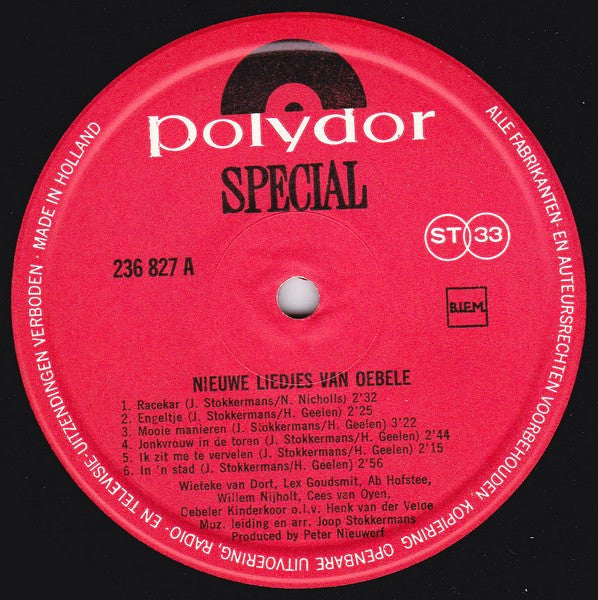 polydor
SPECIAL
ST 33
236 827 A
B.I.E.M.
NIEUWE LIEDJES VAN OEBELE
1. Racekar (J. Stokkermans/N. Nicholls) 2'32
2. Engeltje (J. Stokkermans/H. Geelen) 2'25
3. Mooie manieren (J. Stokkermans/H. Geelen) 3'22
4. Jonkvrouw in de toren (J. Stokkermans/H. Geelen) 2'44
5. Ik zit me te vervelen (J. Stokkermans/H. Geelen) 2'15
6. In 'n stad (J. Stokkermans/H. Geelen) 2'56
Wieteke van Dort, Lex Goudsmit, Ab Hofstee,
Willem Nijholt, Cees van Oyen,
Oebeler Kinderkoor o.l.v. Henk van der Velde
Muz. leiding en arr. Joop Stokkermans
Produced by Peter Nieuwerf
ALLE FABRIKANTEN- EN AUTEURSRECHTEN VOORBEHOUDEN, KOPIERING, OPENBARE UITVOERING, RADIO- EN TELEVISIE-UITZENDINGEN VERBODEN · MADE IN HOLLAND